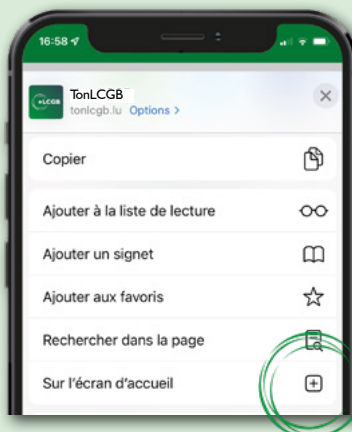 16:58
LCGB
TonLCGB
tonlcgb.lu Options >
Copier
Ajouter à la liste de lecture
Ajouter un signet
Ajouter aux favoris
Rechercher dans la page
Sur l'écran d'accueil